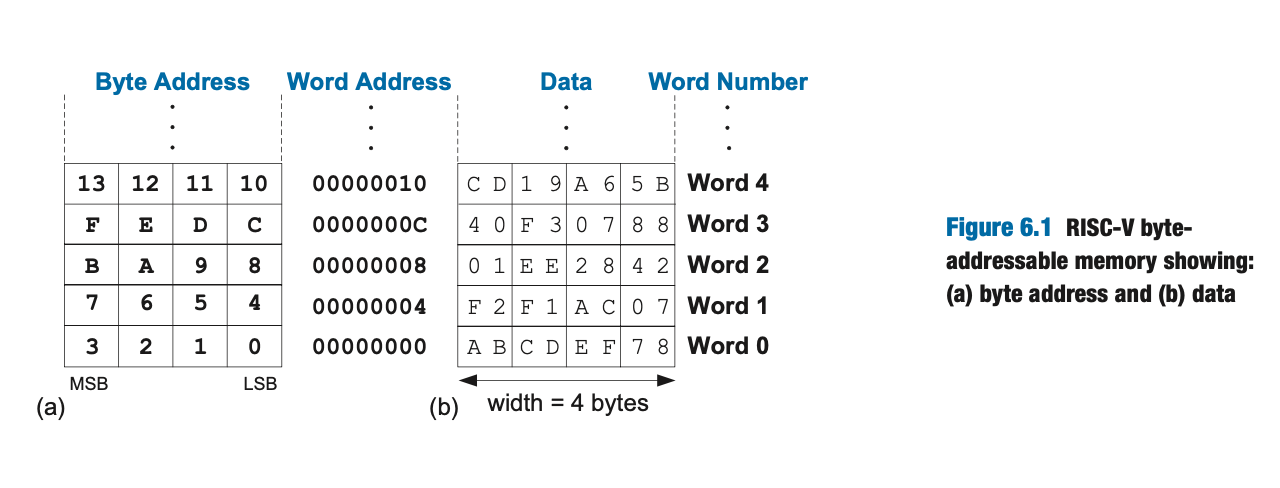 Byte Address Word Address Data Word Number
13 12 11 10 00000010 C D 1 9 A 6 5 B Word 4
F E D C 0000000C 4 0 F 3 0 7 8 8 Word 3
B A 9 8 00000008 0 1 E E 2 8 4 2 Word 2
7 6 5 4 00000004 F 2 F 1 A C 0 7 Word 1
3 2 1 0 00000000 A B C D E F 7 8 Word 0
MSB LSB
(a) (b) width = 4 bytes
Figure 6.1 RISC-V byte-
addressable memory showing:
(a) byte address and (b) data